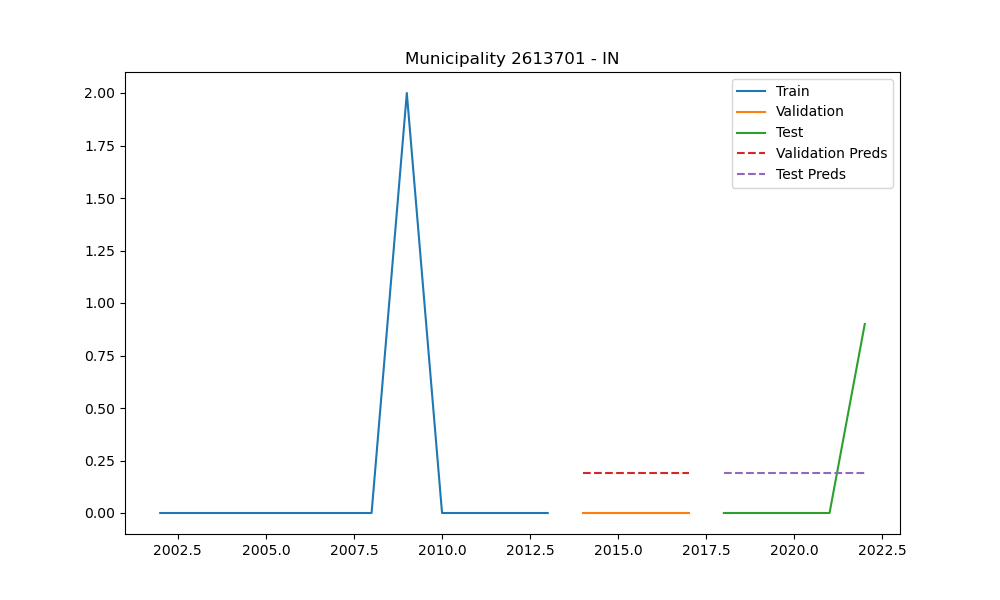 Municipality 2613701 - IN
Train
Validation
Test
Validation Preds
Test Preds
2.00
1.75
1.50
1.25
1.00
0.75
0.50
0.25
0.00
2002.5 2005.0 2007.5 2010.0 2012.5 2015.0 2017.5 2020.0 2022.5